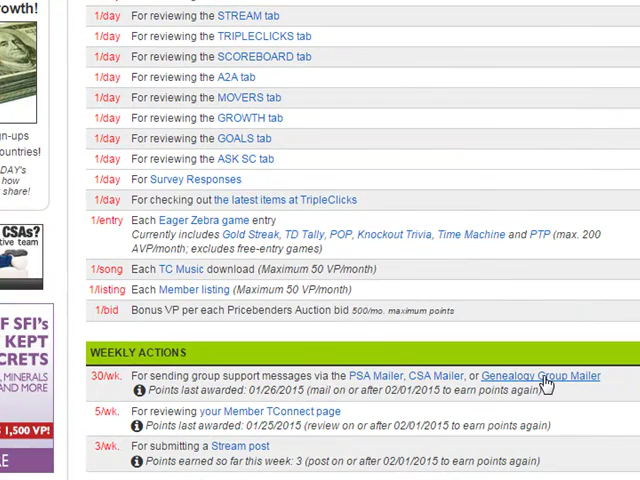 rowth!
gn-ups
ountries!
DAY's
how
share!
CSAs?
tive team
F SFI's
KEPT
CRETS
, MINERALS
AND MORE
S 1,500 VP!
LE
1/day For reviewing the STREAM tab
1/day For reviewing the TRIPLECLICKS tab
1/day For reviewing the SCOREBOARD tab
1/day For reviewing the A2A tab
1/day For reviewing the MOVERS tab
1/day For reviewing the GROWTH tab
1/day For reviewing the GOALS tab
1/day For reviewing the ASK SC tab
1/day For Survey Responses
1/day For checking out the latest items at TripleClicks
1/entry Each Eager Zebra game entry
Currently includes Gold Streak, TD Tally, POP, Knockout Trivia, Time Machine and PTP (max. 200
AVP/month; excludes free-entry games)
1/song Each TC Music download (Maximum 50 VP/month)
1/listing Each Member listing (Maximum 50 VP/month)
1/bid Bonus VP per each Pricebenders Auction bid 500/mo. maximum points
WEEKLY ACTIONS
30/wk. For sending group support messages via the PSA Mailer, CSA Mailer, or Genealogy Group Mailer
Points last awarded: 01/26/2015 (mail on or after 02/01/2015 to earn points again)
5/wk. For reviewing your Member TConnect page
Points last awarded: 01/25/2015 (review on or after 02/01/2015 to earn points again)
3/wk. For submitting a Stream post
Points earned so far this week: 3 (post on or after 02/01/2015 to earn points again)